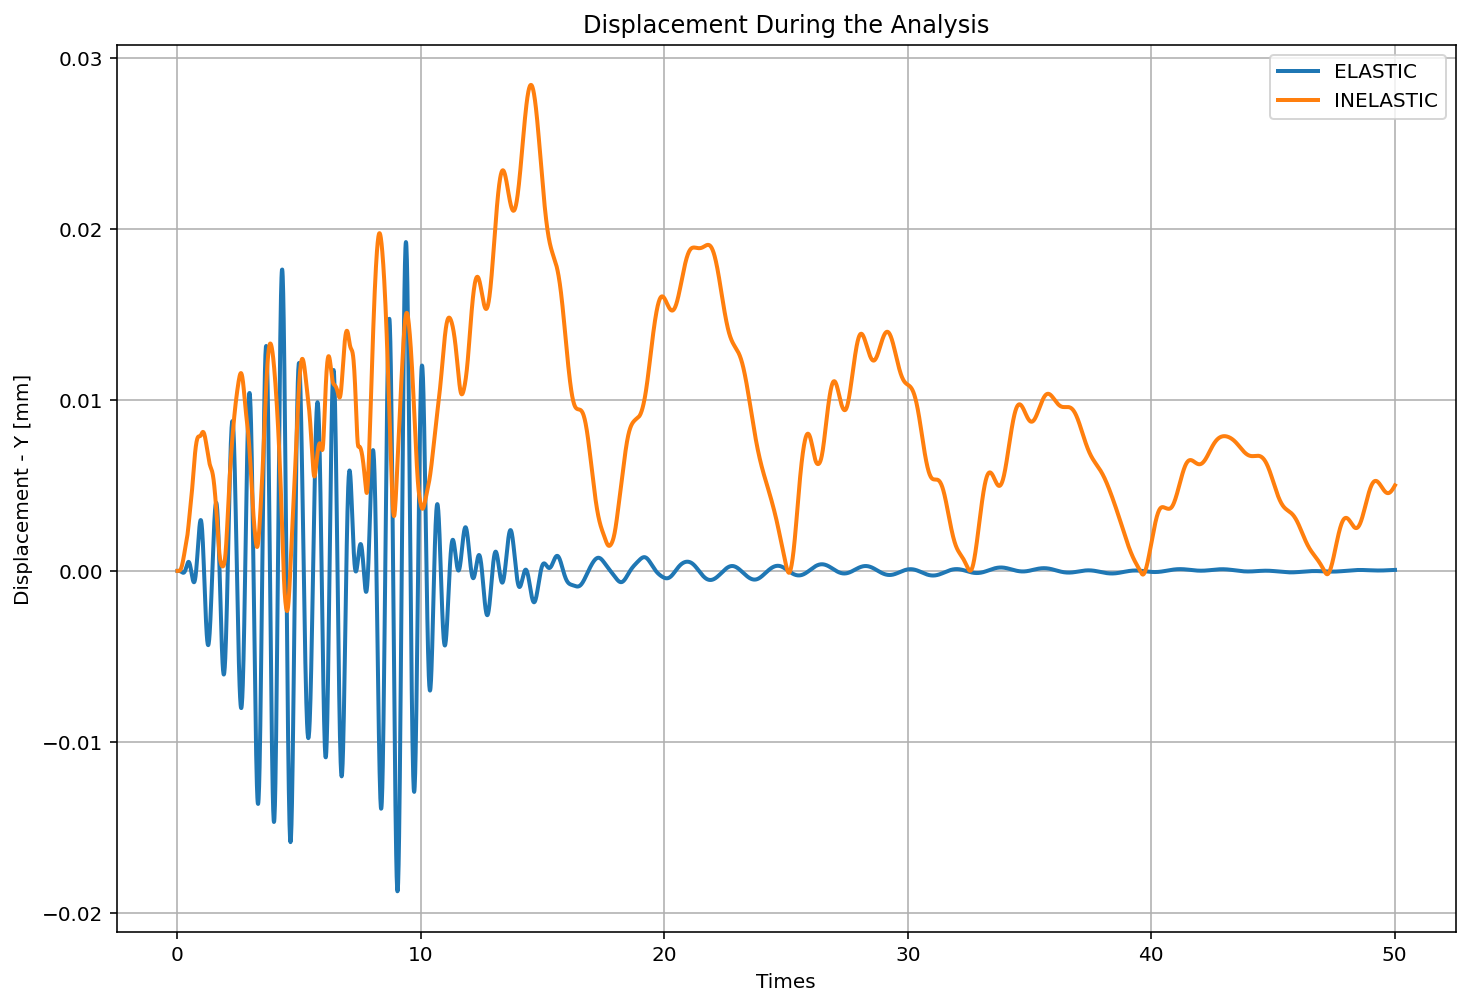 Displacement During the Analysis
ELASTIC
INELASTIC
Displacement - Y [mm]
0.03
0.02
0.01
0.00
−0.01
−0.02
0 10 20 30 40 50
Times